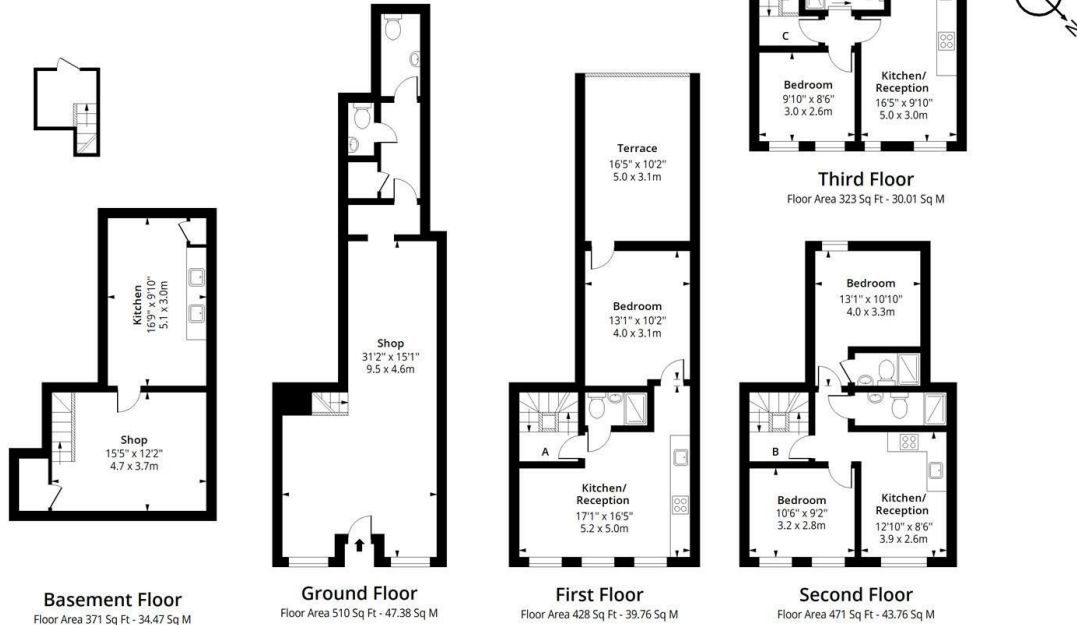 N
C
Bedroom
9'10" x 8'6"
3.0 x 2.6m
Kitchen/
Reception
16'5" x 9'10"
5.0 x 3.0m
Third Floor
Floor Area 323 Sq Ft - 30.01 Sq M
Kitchen
16'9" x 9'10"
5.1 x 3.0m
Shop
15'5" x 12'2"
4.7 x 3.7m
Basement Floor
Floor Area 371 Sq Ft - 34.47 Sq M
Shop
31'2" x 15'1"
9.5 x 4.6m
Ground Floor
Floor Area 510 Sq Ft - 47.38 Sq M
Terrace
16'5" x 10'2"
5.0 x 3.1m
Bedroom
13'1" x 10'2"
4.0 x 3.1m
A
Kitchen/
Reception
17'1" x 16'5"
5.2 x 5.0m
First Floor
Floor Area 428 Sq Ft - 39.76 Sq M
Bedroom
13'1" x 10'10"
4.0 x 3.3m
B
Bedroom
10'6" x 9'2"
3.2 x 2.8m
Kitchen/
Reception
12'10" x 8'6"
3.9 x 2.6m
Second Floor
Floor Area 471 Sq Ft - 43.76 Sq M